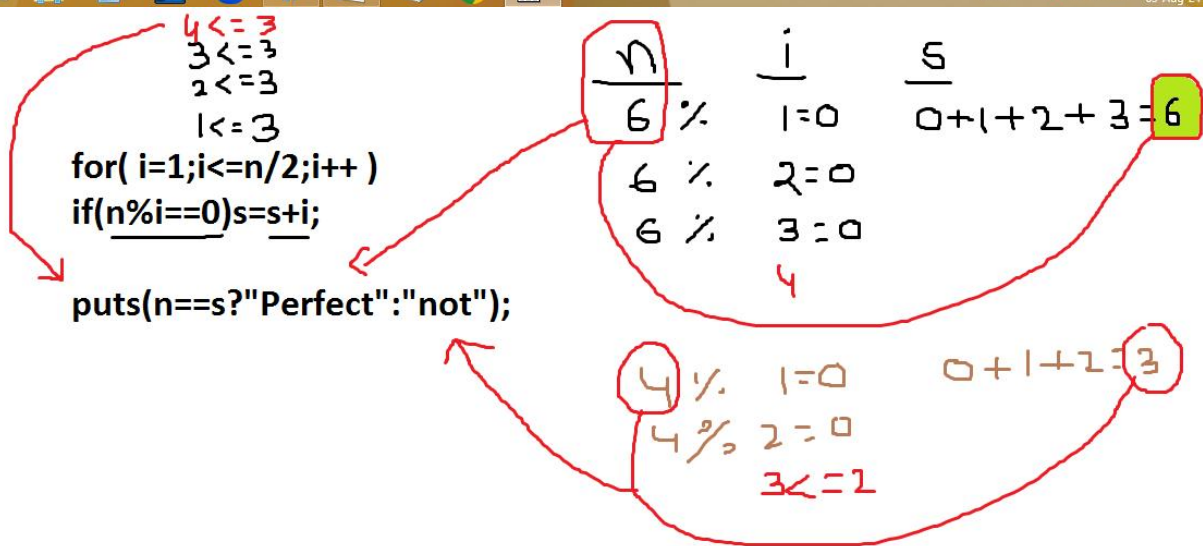 4<=3
3<=3
2<=3
1<=3
for( i=1;i<=n/2;i++ )
if(n%i==0)s=s+i;
puts(n==s?"Perfect":"not");
n i s
6 % 1=0 0+1+2+3=6
6 % 2=0
6 % 3=0
4
4 % 1=0 0+1+2=3
4 % 2=0
3<=2